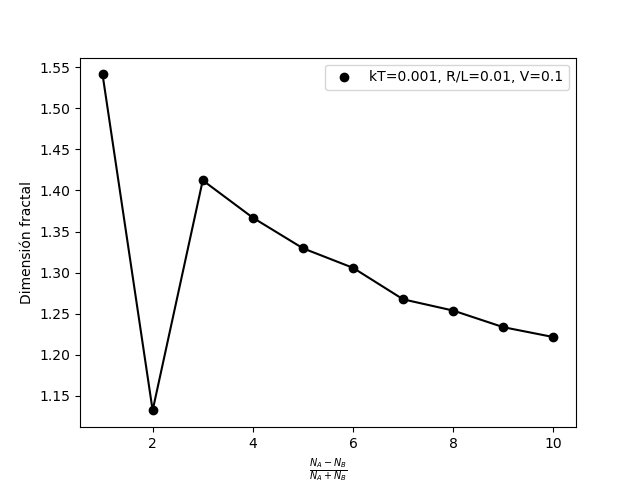 kT=0.001, R/L=0.01, V=0.1
1.55
1.50
1.45
1.40
1.35
1.30
1.25
1.20
1.15
Dimensión fractal
2 4 6 8 10
N_A − N_B
N_A + N_B